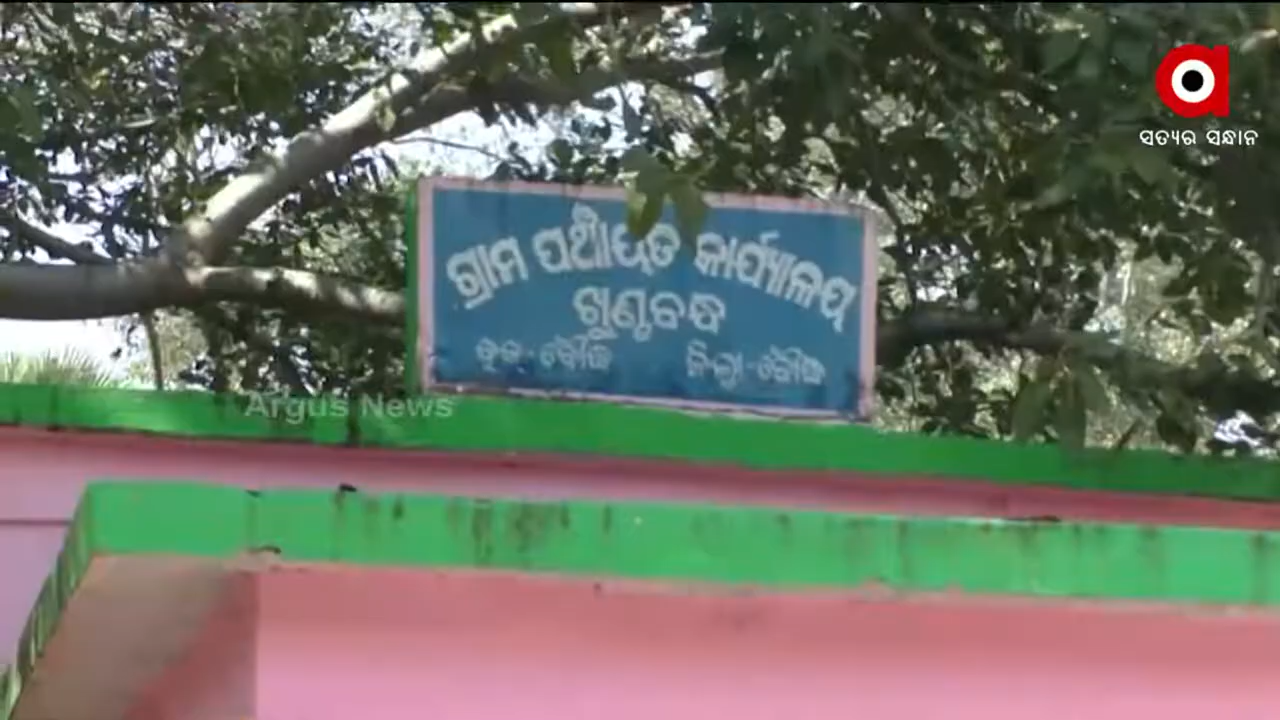 ସତ୍ୟର ସନ୍ଧାନ
ଗ୍ରାମ ପଞ୍ଚାୟତ କାର୍ଯ୍ୟାଳୟ
ଖୁଣ୍ଟବନ୍ଧ
ବ୍ଲକ-ବୌଦ୍ଧ ଜିଲ୍ଲା-ବୌଦ୍ଧ
Argus News